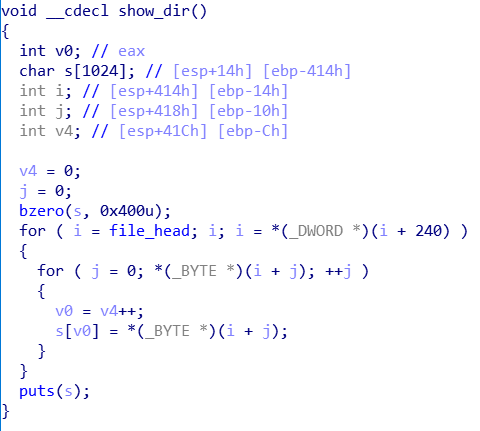 void __cdecl show_dir()
{
  int v0; // eax
  char s[1024]; // [esp+14h] [ebp-414h]
  int i; // [esp+414h] [ebp-14h]
  int j; // [esp+418h] [ebp-10h]
  int v4; // [esp+41Ch] [ebp-Ch]

  v4 = 0;
  j = 0;
  bzero(s, 0x400u);
  for ( i = file_head; i; i = *(_DWORD *)(i + 240) )
  {
    for ( j = 0; *(_BYTE *)(i + j); ++j )
    {
      v0 = v4++;
      s[v0] = *(_BYTE *)(i + j);
    }
  }
  puts(s);
}